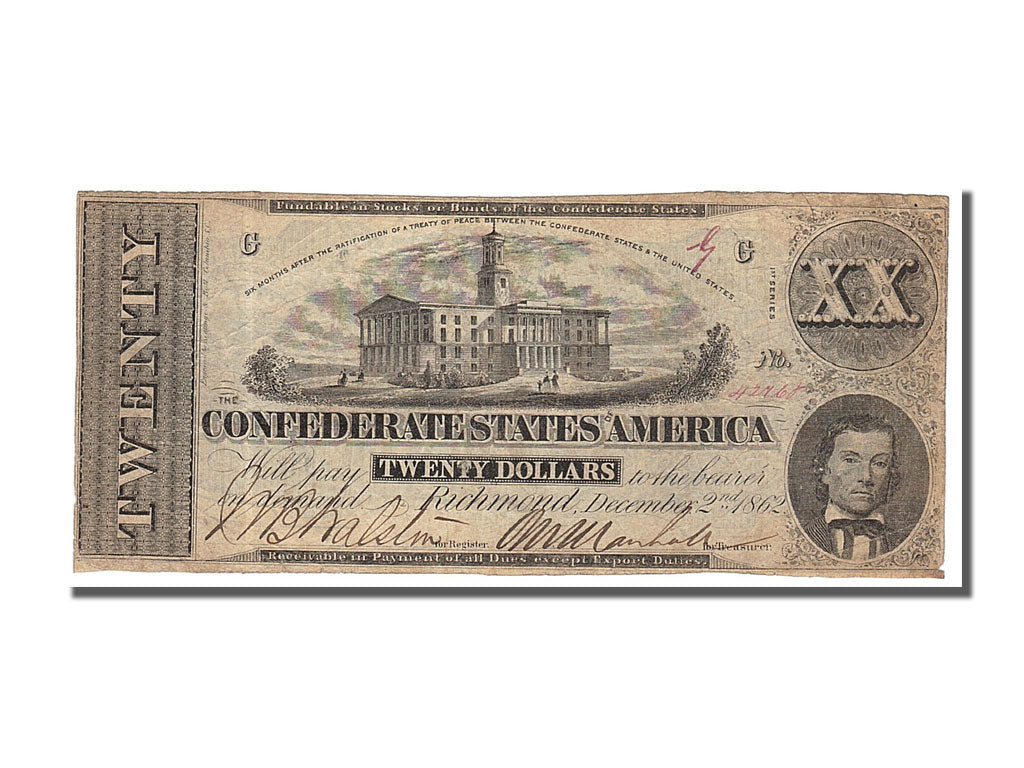 Fundable in Stocks or Bonds of the Confederate States
SIX MONTHS AFTER THE RATIFICATION OF A TREATY OF PEACE BETWEEN THE CONFEDERATE STATES & THE UNITED STATES.
G
G
G
1ST SERIES
XX
TWENTY
No.
THE
CONFEDERATE STATES OF AMERICA
Will pay TWENTY DOLLARS to the bearer
on demand Richmond, December 2nd 1862
for Register.
for Treasurer.
Receivable in Payment of all Dues except Export Duties.